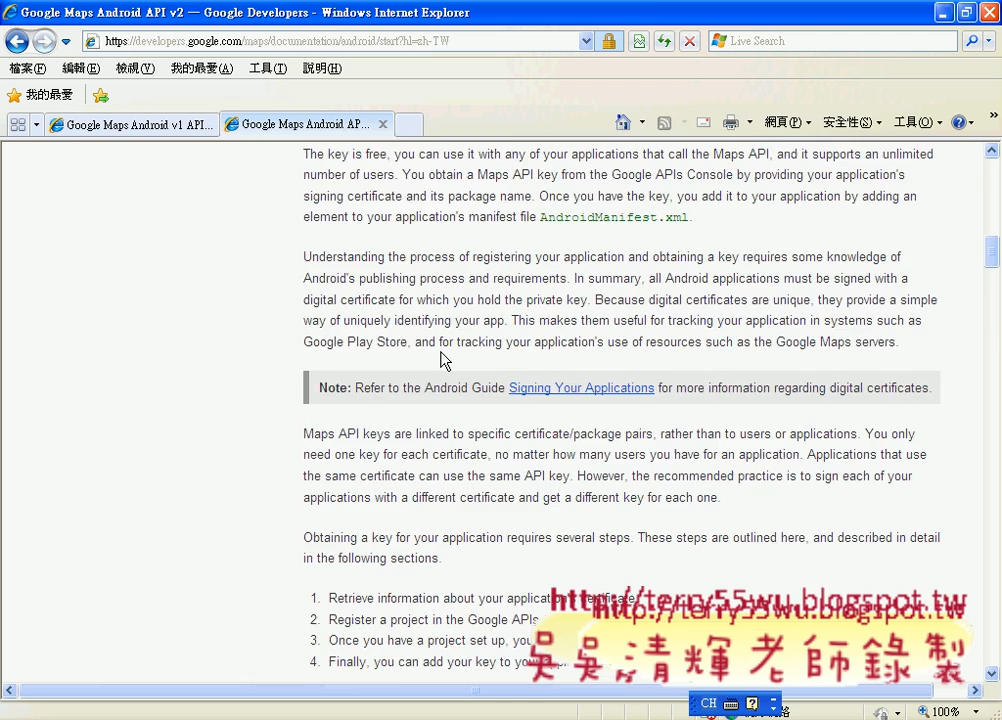 Google Maps Android API v2 — Google Developers - Windows Internet Explorer
https://developers.google.com/maps/documentation/android/start?hl=zh-TW
Live Search
檔案(F) 編輯(E) 檢視(V) 我的最愛(A) 工具(T) 說明(H)
我的最愛
Google Maps Android v1 API...
Google Maps Android AP...
網頁(P) 安全性(S) 工具(O)
The key is free, you can use it with any of your applications that call the Maps API, and it supports an unlimited
number of users. You obtain a Maps API key from the Google APIs Console by providing your application's
signing certificate and its package name. Once you have the key, you add it to your application by adding an
element to your application's manifest file AndroidManifest.xml.
Understanding the process of registering your application and obtaining a key requires some knowledge of
Android's publishing process and requirements. In summary, all Android applications must be signed with a
digital certificate for which you hold the private key. Because digital certificates are unique, they provide a simple
way of uniquely identifying your app. This makes them useful for tracking your application in systems such as
Google Play Store, and for tracking your application's use of resources such as the Google Maps servers.
Note: Refer to the Android Guide Signing Your Applications for more information regarding digital certificates.
Maps API keys are linked to specific certificate/package pairs, rather than to users or applications. You only
need one key for each certificate, no matter how many users you have for an application. Applications that use
the same certificate can use the same API key. However, the recommended practice is to sign each of your
applications with a different certificate and get a different key for each one.
Obtaining a key for your application requires several steps. These steps are outlined here, and described in detail
in the following sections.
1. Retrieve information about your application's certificate.
2. Register a project in the Google APIs
3. Once you have a project set up, you
4. Finally, you can add your key to your
http://terry55wu.blogspot.tw
http://terry55wu.blogspot.tw
吳吳清輝老師錄製
CH
100%